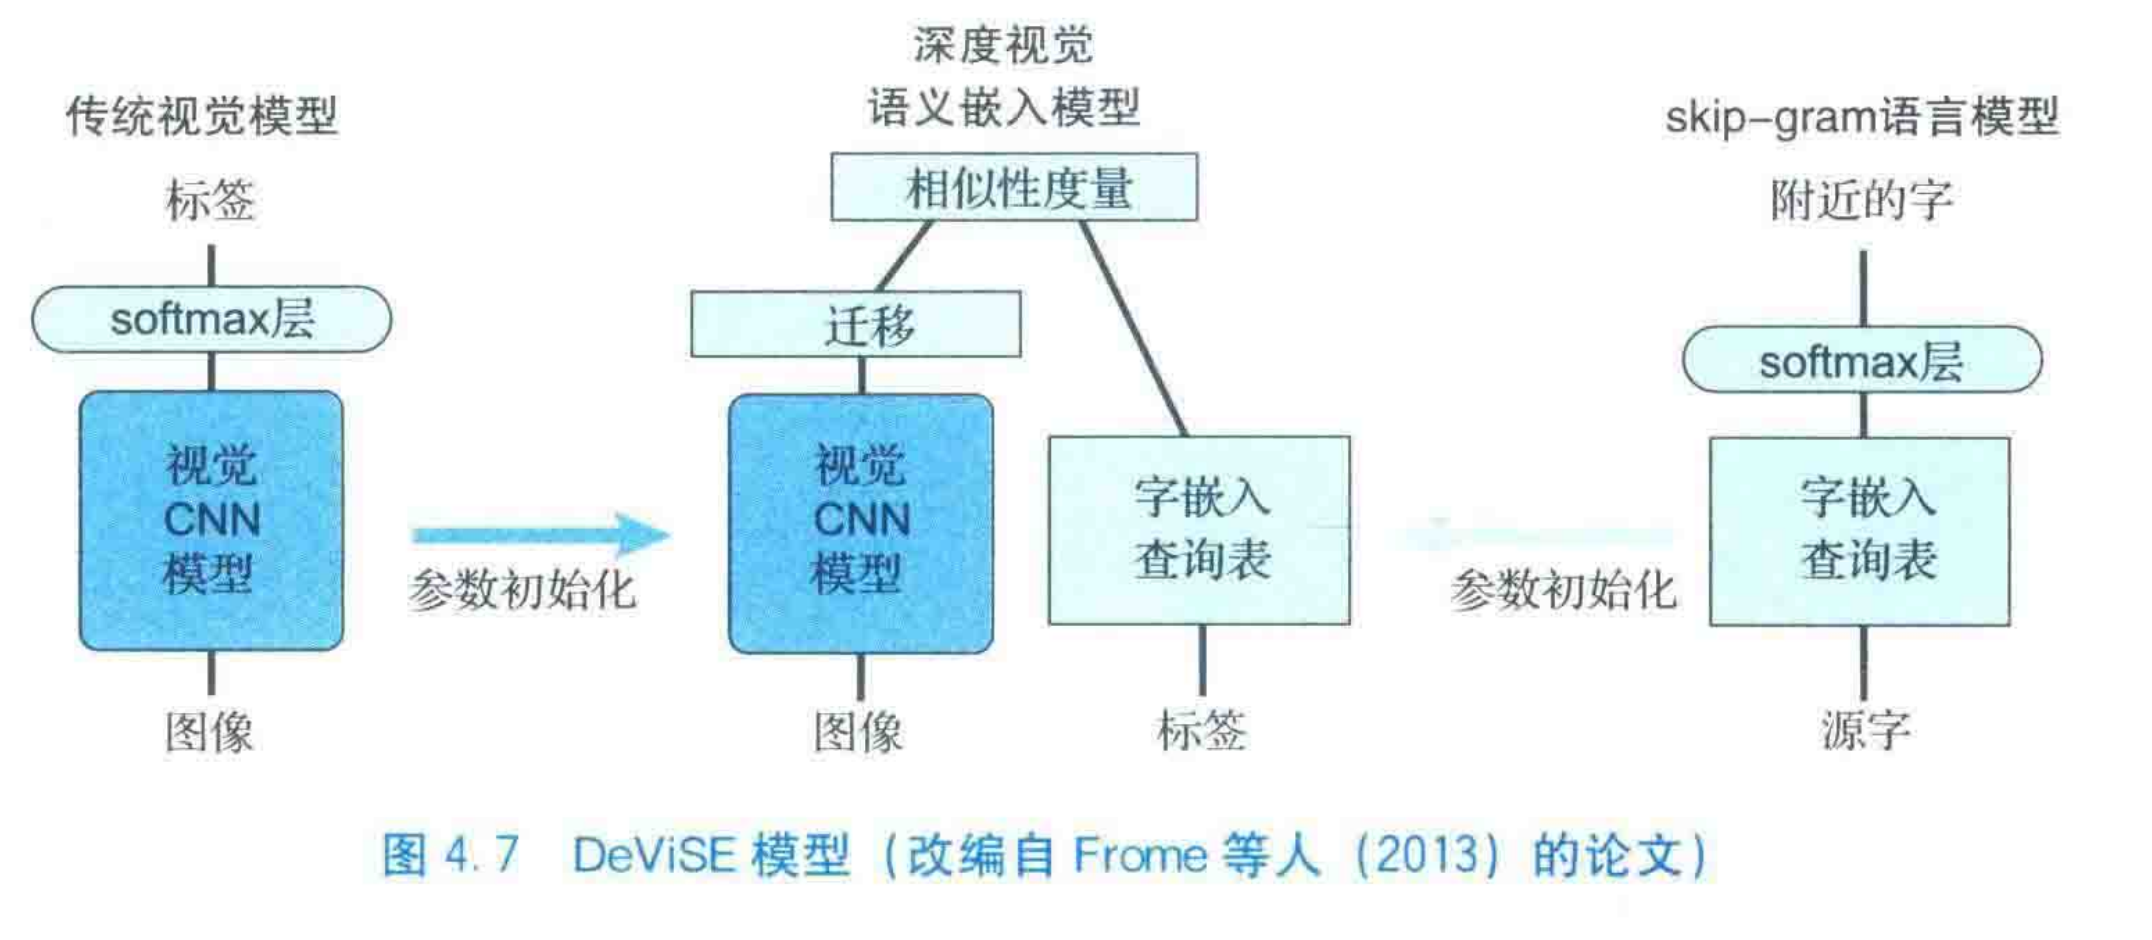 传统视觉模型
标签
softmax层
视觉
CNN
模型
图像
参数初始化
深度视觉
语义嵌入模型
相似性度量
迁移
视觉
CNN
模型
图像
字嵌入
查询表
标签
参数初始化
skip-gram语言模型
附近的字
softmax层
字嵌入
查询表
源字
图 4.7 DeViSE 模型（改编自 Frome 等人（2013）的论文）